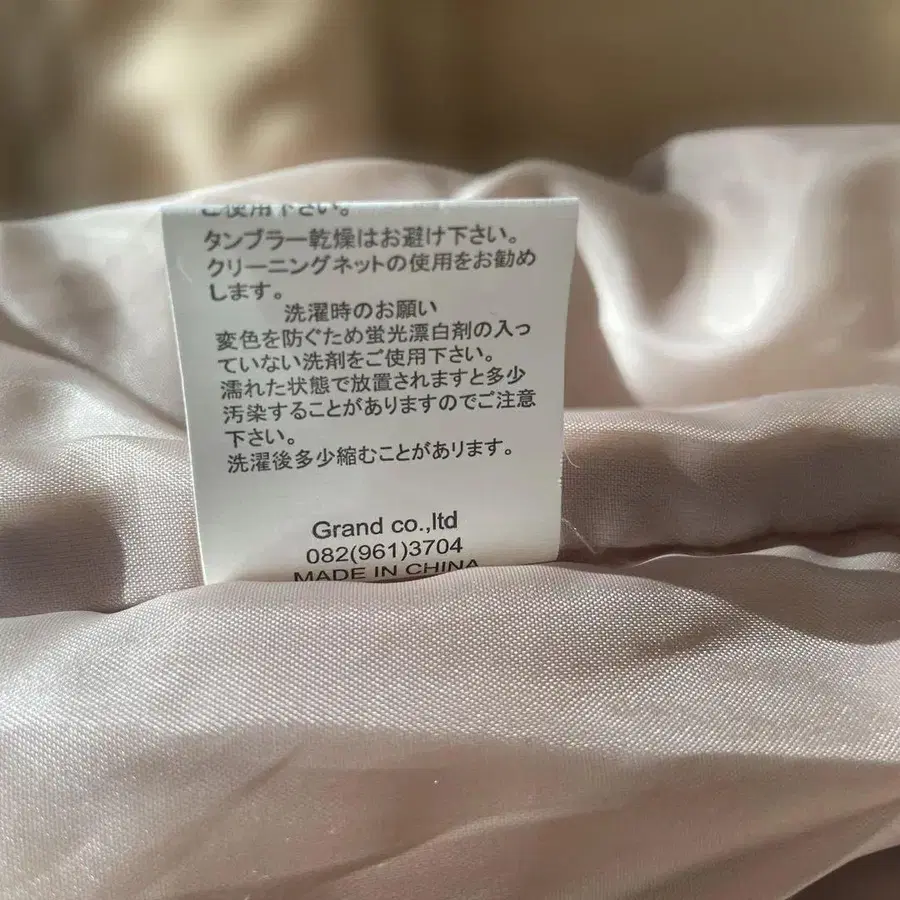 ご使用下さい。
タンブラー乾燥はお避け下さい。
クリーニングネットの使用をお勧め
します。
洗濯時のお願い
変色を防ぐため蛍光漂白剤の入っ
ていない洗剤をご使用下さい。
濡れた状態で放置されますと多少
汚染することがありますのでご注意
下さい。
洗濯後多少縮むことがあります。
Grand co.,ltd
082(961)3704
MADE IN CHINA